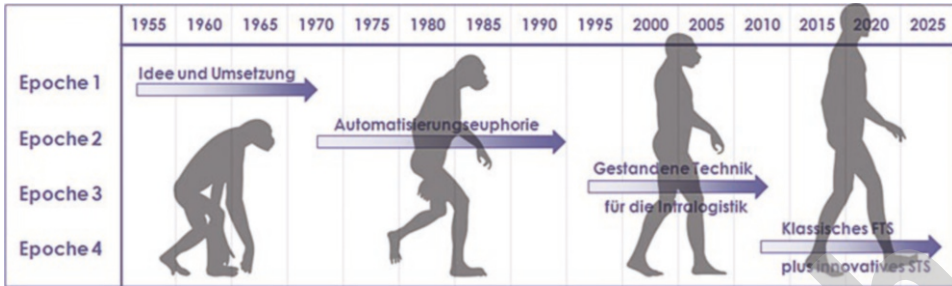 1955 1960 1965 1970 1975 1980 1985 1990 1995 2000 2005 2010 2015 2020 2025
Epoche 1
Idee und Umsetzung
Epoche 2
Automatisierungseuphorie
Epoche 3
Gestandene Technik
für die Intralogistik
Epoche 4
Klassisches FTS
plus innovatives STS